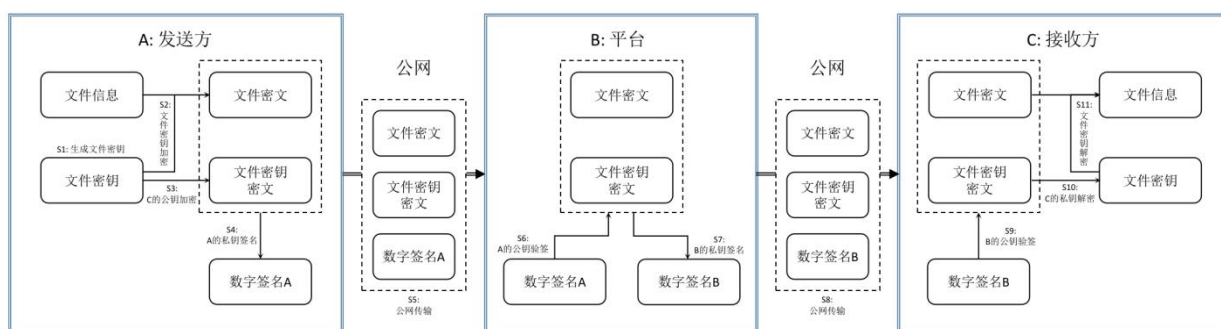 A: 发送方
文件信息
文件密文
S2:
文件密钥加密
S1: 生成文件密钥
文件密钥
文件密钥
密文
S3:
C的公钥加密
S4:
A的私钥签名
数字签名A
公网
文件密文
文件密钥
密文
数字签名A
S5:
公网传输
B: 平台
文件密文
文件密钥
密文
S6:
A的公钥验签
S7:
B的私钥签名
数字签名A
数字签名B
公网
文件密文
文件密钥
密文
数字签名B
S8:
公网传输
C: 接收方
文件密文
文件信息
S11:
文件密钥解密
文件密钥
密文
文件密钥
S10:
C的私钥解密
S9:
B的公钥验签
数字签名B